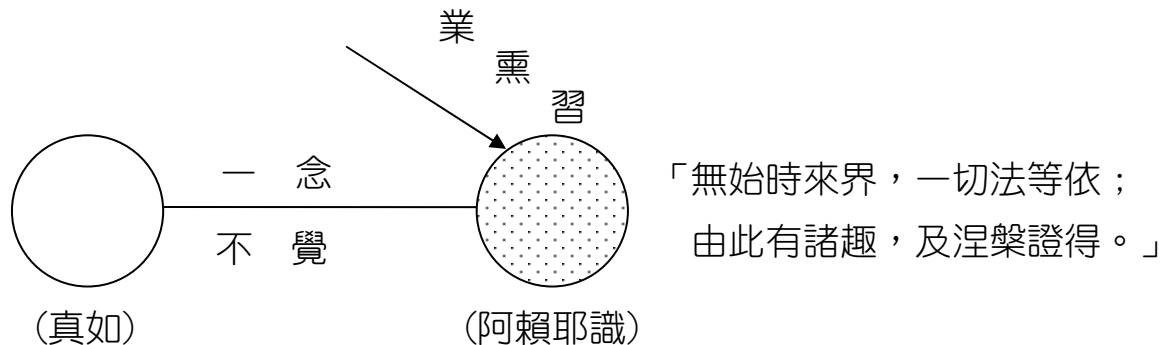 業熏習
一念
不覺
「無始時來界，一切法等依；
由此有諸趣，及涅槃證得。」
(真如)
(阿賴耶識)